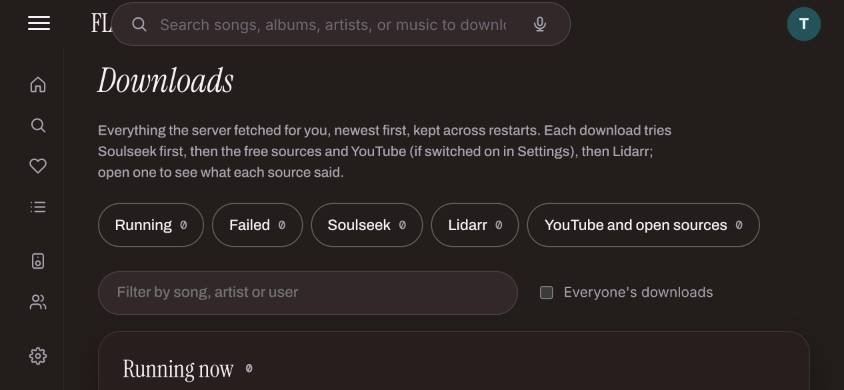 FL
Search songs, albums, artists, or music to downl
T
Downloads
Everything the server fetched for you, newest first, kept across restarts. Each download tries
Soulseek first, then the free sources and YouTube (if switched on in Settings), then Lidarr;
open one to see what each source said.
Running 0 Failed 0 Soulseek 0 Lidarr 0 YouTube and open sources 0
Filter by song, artist or user
Everyone's downloads
Running now 0